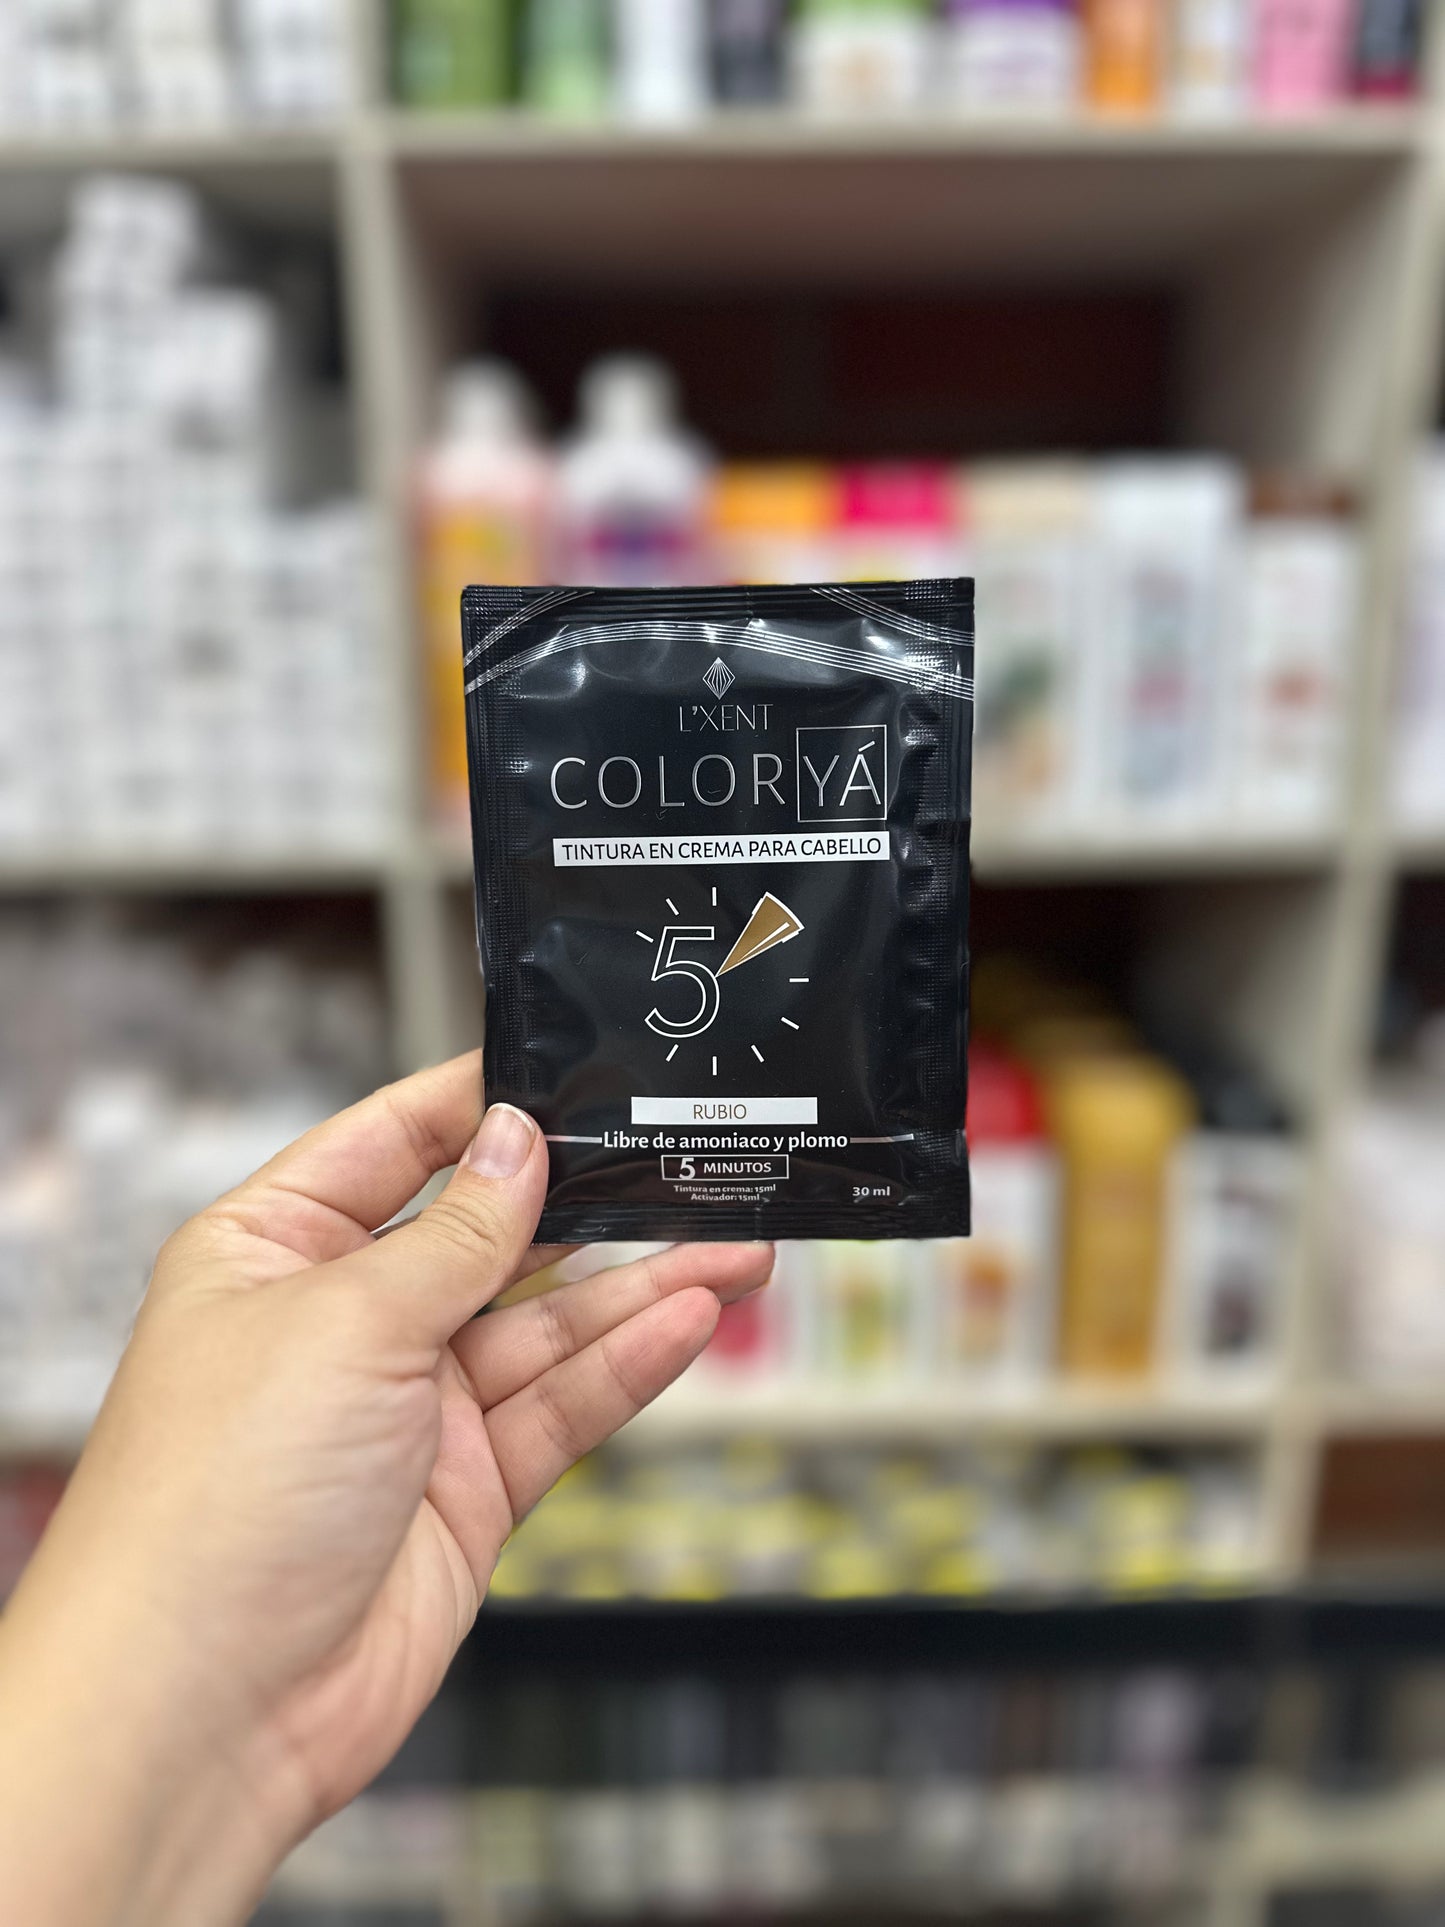 L'XENT
COLORYÁ
TINTURA EN CREMA PARA CABELLO
5
RUBIO
Libre de amoniaco y plomo
5 MINUTOS
Tintura en crema: 15ml
Activador: 15ml
30 ml